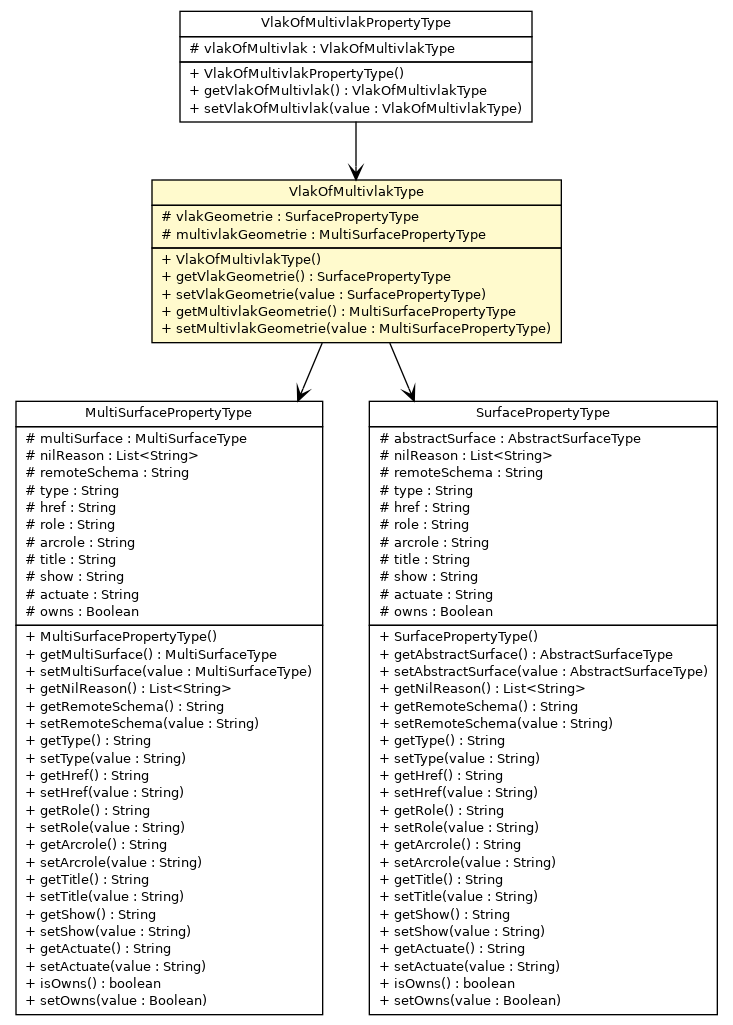 VlakOfMultivlakPropertyType
# vlakOfMultivlak : VlakOfMultivlakType
+ VlakOfMultivlakPropertyType()
+ getVlakOfMultivlak() : VlakOfMultivlakType
+ setVlakOfMultivlak(value : VlakOfMultivlakType)
VlakOfMultivlakType
# vlakGeometrie : SurfacePropertyType
# multivlakGeometrie : MultiSurfacePropertyType
+ VlakOfMultivlakType()
+ getVlakGeometrie() : SurfacePropertyType
+ setVlakGeometrie(value : SurfacePropertyType)
+ getMultivlakGeometrie() : MultiSurfacePropertyType
+ setMultivlakGeometrie(value : MultiSurfacePropertyType)
MultiSurfacePropertyType
# multiSurface : MultiSurfaceType
# nilReason : List<String>
# remoteSchema : String
# type : String
# href : String
# role : String
# arcrole : String
# title : String
# show : String
# actuate : String
# owns : Boolean
+ MultiSurfacePropertyType()
+ getMultiSurface() : MultiSurfaceType
+ setMultiSurface(value : MultiSurfaceType)
+ getNilReason() : List<String>
+ getRemoteSchema() : String
+ setRemoteSchema(value : String)
+ getType() : String
+ setType(value : String)
+ getHref() : String
+ setHref(value : String)
+ getRole() : String
+ setRole(value : String)
+ getArcrole() : String
+ setArcrole(value : String)
+ getTitle() : String
+ setTitle(value : String)
+ getShow() : String
+ setShow(value : String)
+ getActuate() : String
+ setActuate(value : String)
+ isOwns() : boolean
+ setOwns(value : Boolean)
SurfacePropertyType
# abstractSurface : AbstractSurfaceType
# nilReason : List<String>
# remoteSchema : String
# type : String
# href : String
# role : String
# arcrole : String
# title : String
# show : String
# actuate : String
# owns : Boolean
+ SurfacePropertyType()
+ getAbstractSurface() : AbstractSurfaceType
+ setAbstractSurface(value : AbstractSurfaceType)
+ getNilReason() : List<String>
+ getRemoteSchema() : String
+ setRemoteSchema(value : String)
+ getType() : String
+ setType(value : String)
+ getHref() : String
+ setHref(value : String)
+ getRole() : String
+ setRole(value : String)
+ getArcrole() : String
+ setArcrole(value : String)
+ getTitle() : String
+ setTitle(value : String)
+ getShow() : String
+ setShow(value : String)
+ getActuate() : String
+ setActuate(value : String)
+ isOwns() : boolean
+ setOwns(value : Boolean)